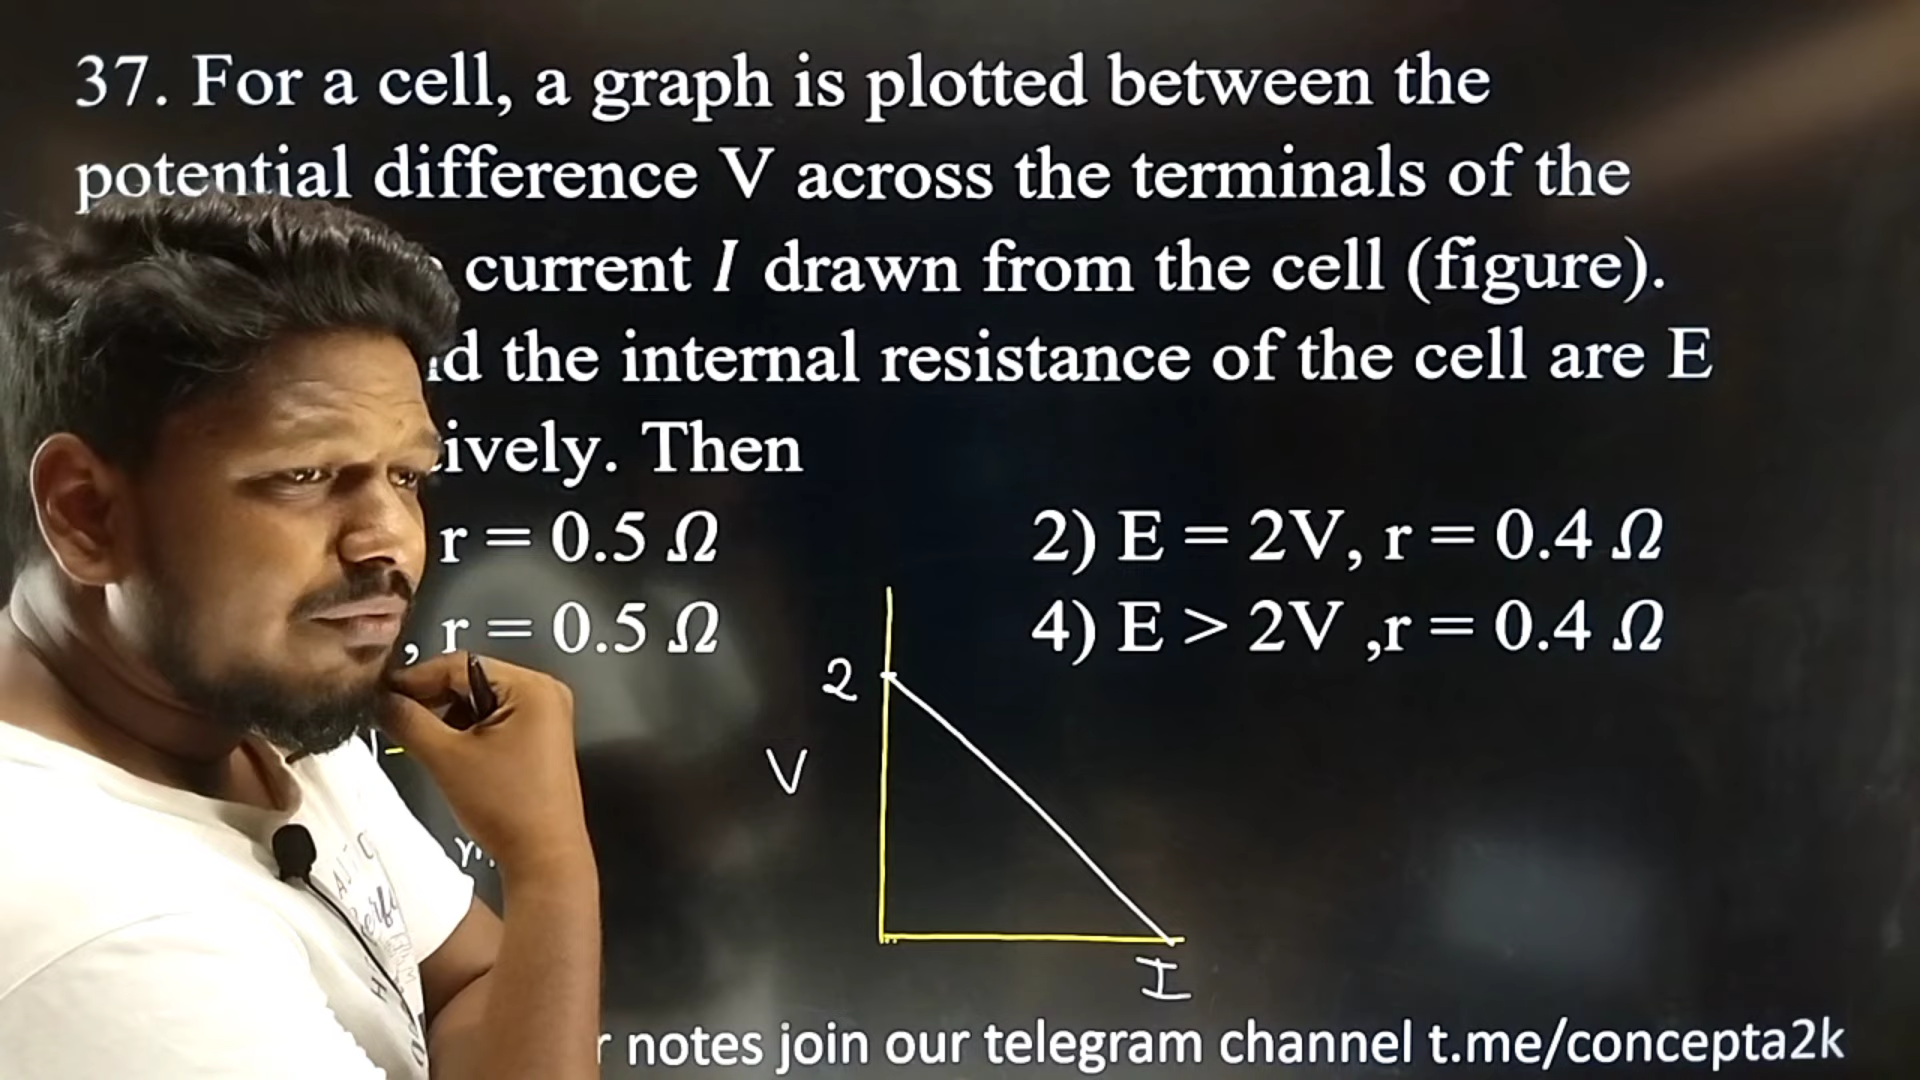 37. For a cell, a graph is plotted between the
potential difference V across the terminals of the
current I drawn from the cell (figure).
the internal resistance of the cell are E
Then
r = 0.5 Ω
2) E = 2V, r = 0.4 Ω
, r = 0.5 Ω
4) E > 2V ,r = 0.4 Ω
2
V
I
notes join our telegram channel t.me/concepta2k